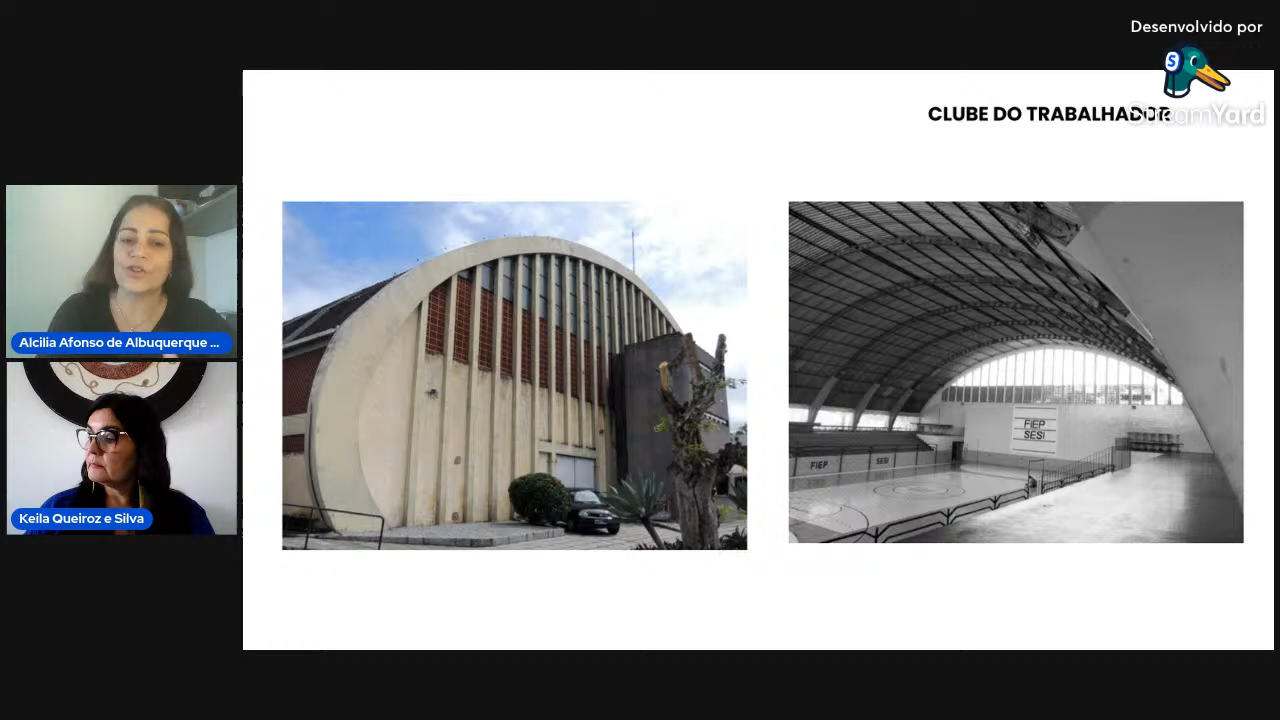 Desenvolvido por
StreamYard
CLUBE DO TRABALHADOR
Alcilia Afonso de Albuquerque ...
Keila Queiroz e Silva
FIEP
SESI
FIEP
SESI